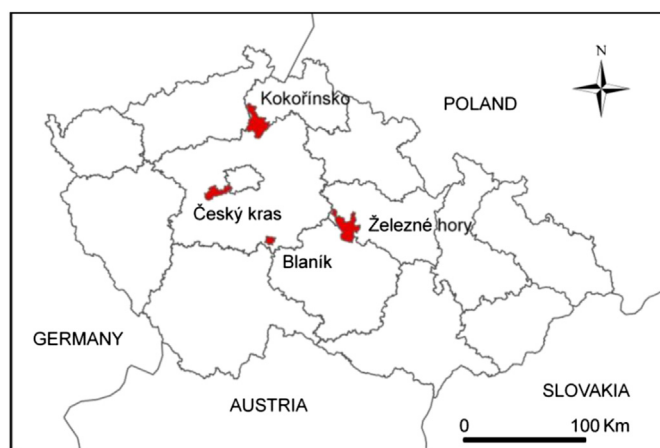 N
Kokořínsko
POLAND
Český kras
Železné hory
Blaník
GERMANY
SLOVAKIA
AUSTRIA
0 100 Km